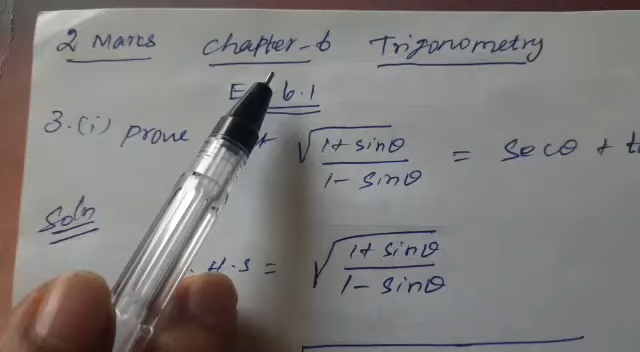 2 Marks Chapter-6 Trigonometry
6.1
3.(i) prove √(1+sinθ / 1-sinθ) = secθ +
Soln
H.S = √(1+sinθ / 1-sinθ)